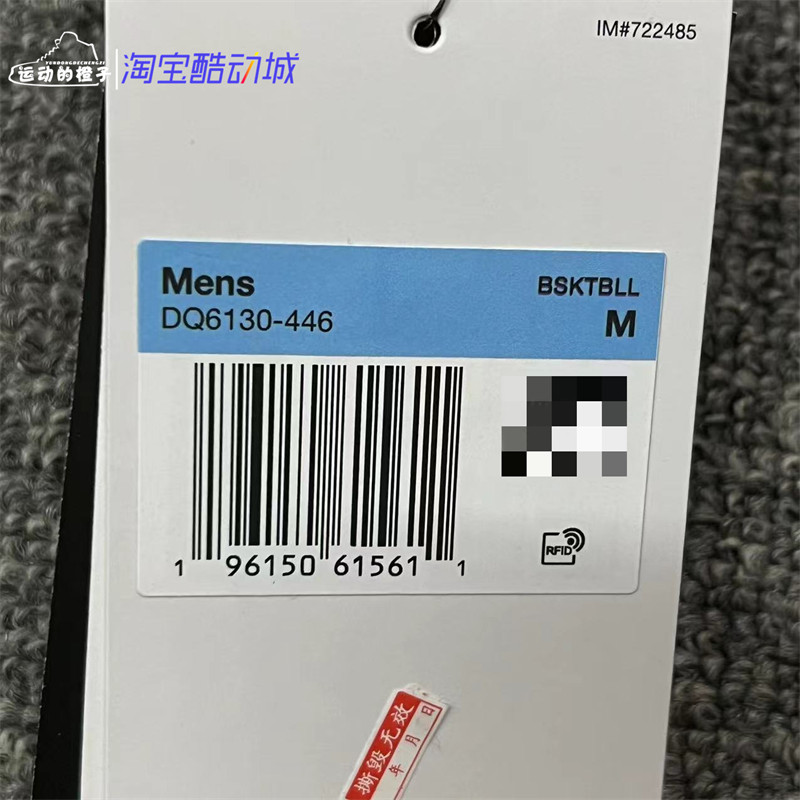 IM#722485
YUNDONGDECHENGZI
运动的橙子
淘宝酷动城
Mens
BSKTBLL
DQ6130-446
M
1 96150 61561 1
RFID
撕毁无效
年 月 日